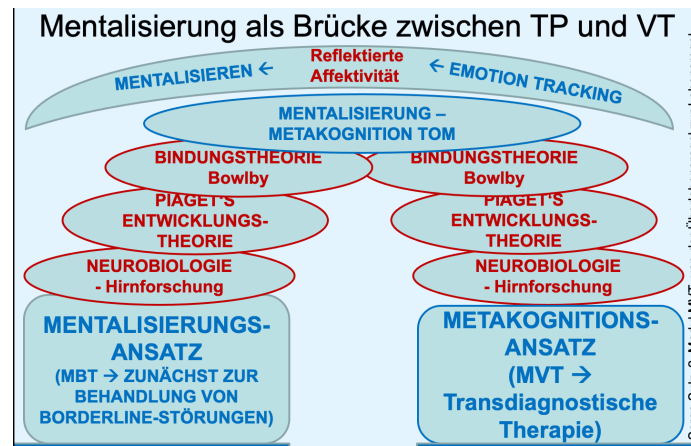 Mentalisierung als Brücke zwischen TP und VT
Reflektierte
Affektivität
MENTALISIEREN ←
← EMOTION TRACKING
MENTALISIERUNG –
METAKOGNITION TOM
BINDUNGSTHEORIE
Bowlby
BINDUNGSTHEORIE
Bowlby
PIAGET'S
ENTWICKLUNGS-
THEORIE
PIAGET'S
ENTWICKLUNGS-
THEORIE
NEUROBIOLOGIE
- Hirnforschung
NEUROBIOLOGIE
- Hirnforschung
MENTALISIERUNGS-
ANSATZ
(MBT → ZUNÄCHST ZUR
BEHANDLUNG VON
BORDERLINE-STÖRUNGEN)
METAKOGNITIONS-
ANSATZ
(MVT →
Transdiagnostische
Therapie)